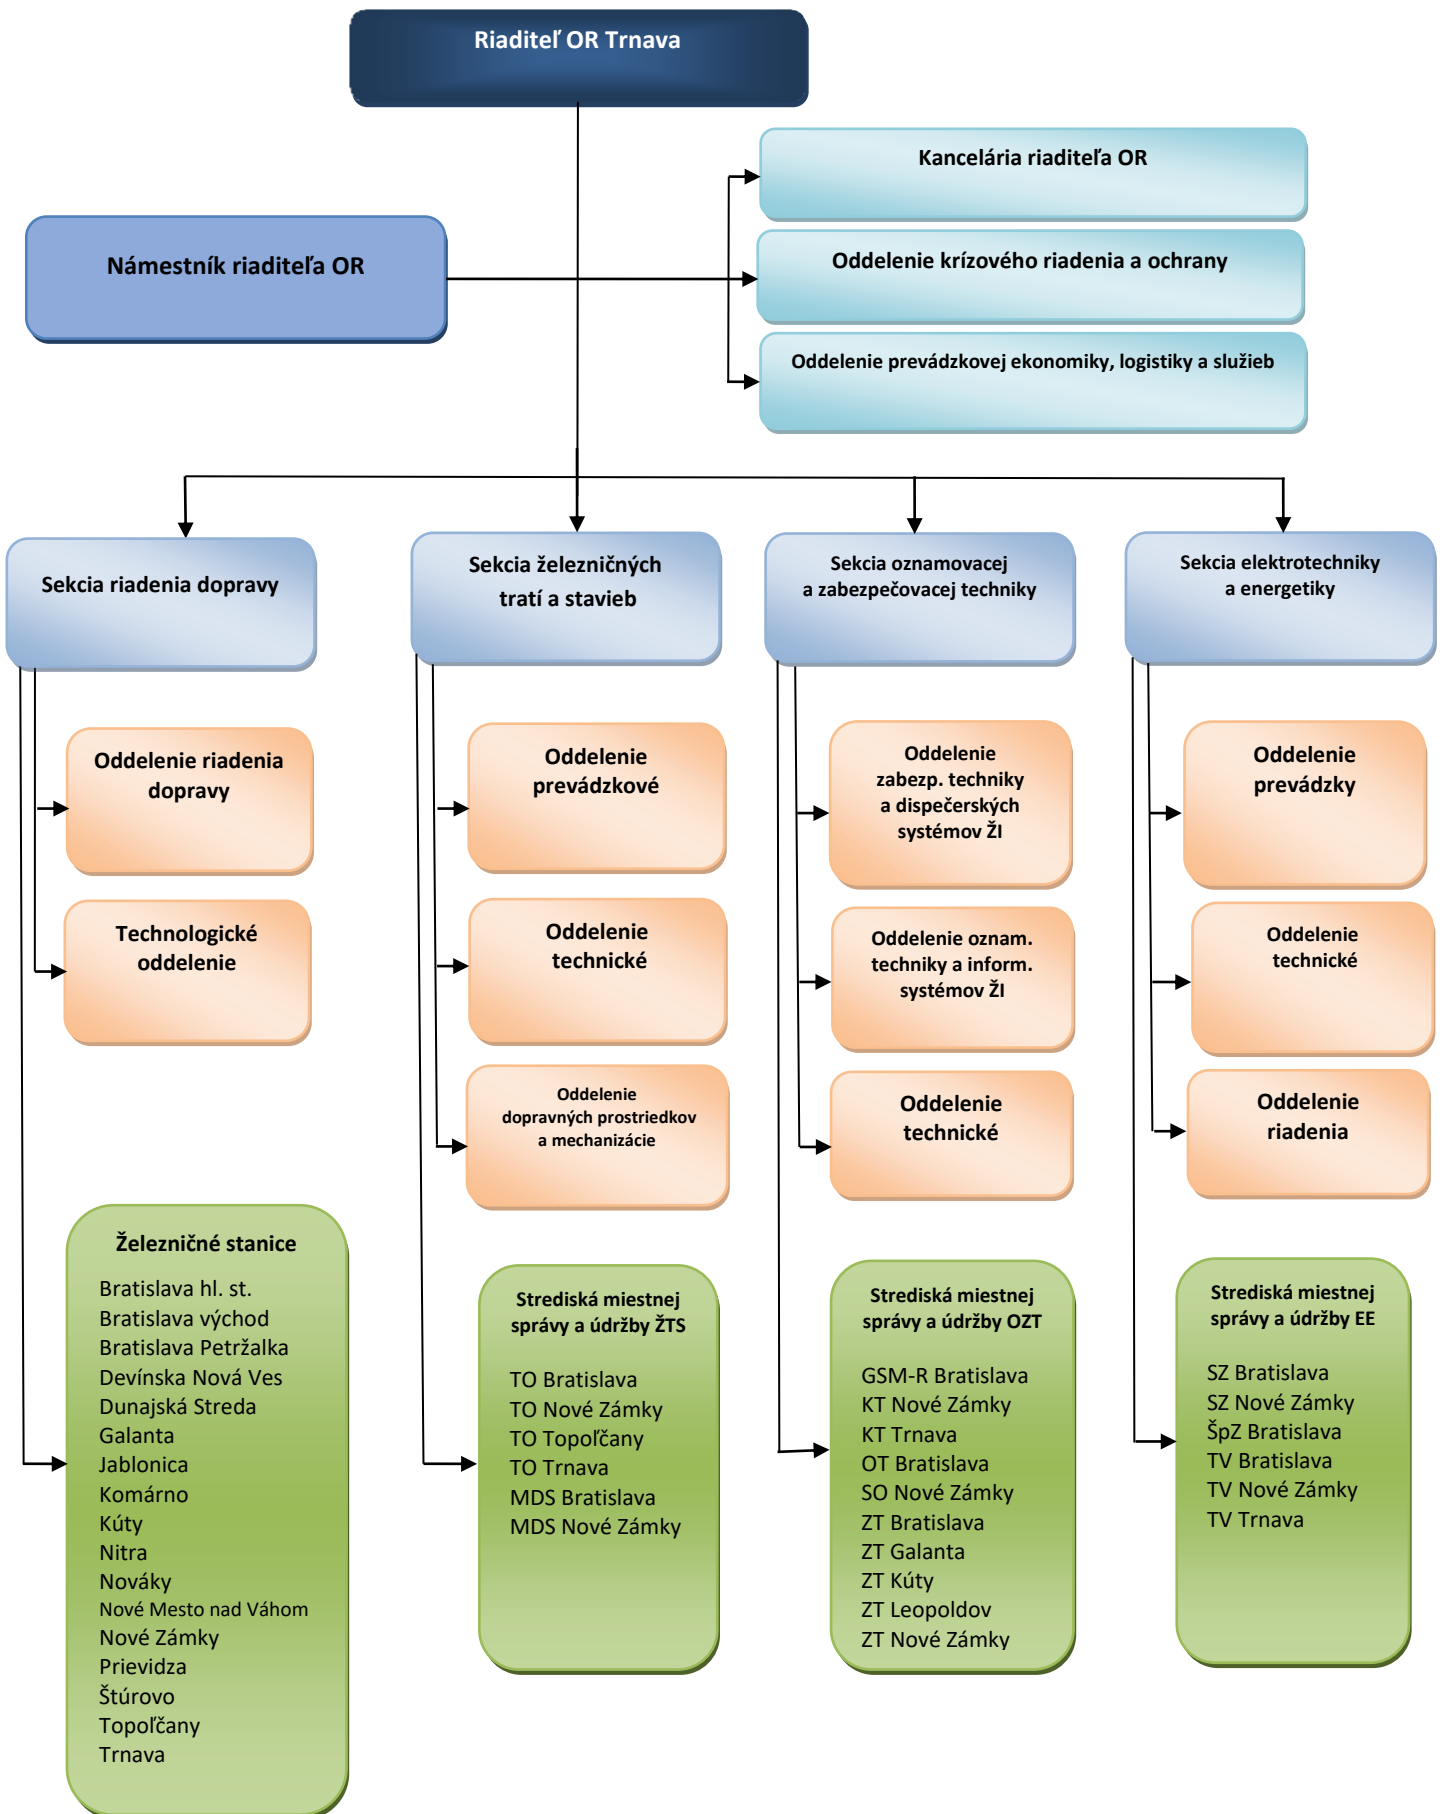 Riaditeľ OR Trnava
Kancelária riaditeľa OR
Námestník riaditeľa OR
Oddelenie krízového riadenia a ochrany
Oddelenie prevádzkovej ekonomiky, logistiky a služieb
Sekcia riadenia dopravy
Sekcia železničných
tratí a stavieb
Sekcia oznamovacej
a zabezpečovacej techniky
Sekcia elektrotechniky
a energetiky
Oddelenie riadenia
dopravy
Technologické
oddelenie
Oddelenie
prevádzkové
Oddelenie
technické
Oddelenie
dopravných prostriedkov
a mechanizácie
Oddelenie
zabezp. techniky
a dispečerských
systémov ŽI
Oddelenie oznam.
techniky a inform.
systémov ŽI
Oddelenie
technické
Oddelenie
prevádzky
Oddelenie
technické
Oddelenie
riadenia
Železničné stanice
Bratislava hl. st.
Bratislava východ
Bratislava Petržalka
Devínska Nová Ves
Dunajská Streda
Galanta
Jablonica
Komárno
Kúty
Nitra
Nováky
Nové Mesto nad Váhom
Nové Zámky
Prievidza
Štúrovo
Topoľčany
Trnava
Strediská miestnej
správy a údržby ŽTS
TO Bratislava
TO Nové Zámky
TO Topoľčany
TO Trnava
MDS Bratislava
MDS Nové Zámky
Strediská miestnej
správy a údržby OZT
GSM-R Bratislava
KT Nové Zámky
KT Trnava
OT Bratislava
SO Nové Zámky
ZT Bratislava
ZT Galanta
ZT Kúty
ZT Leopoldov
ZT Nové Zámky
Strediská miestnej
správy a údržby EE
SZ Bratislava
SZ Nové Zámky
ŠpZ Bratislava
TV Bratislava
TV Nové Zámky
TV Trnava